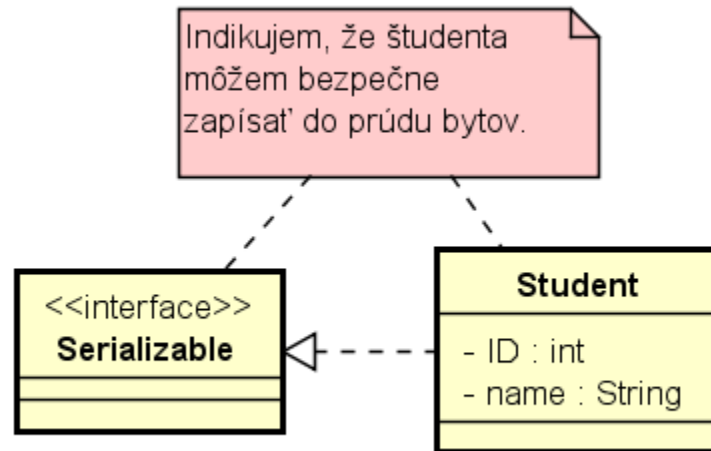 Indikujem, že študenta
môžem bezpečne
zapísať do prúdu bytov.
<<interface>>
Serializable
Student
- ID : int
- name : String